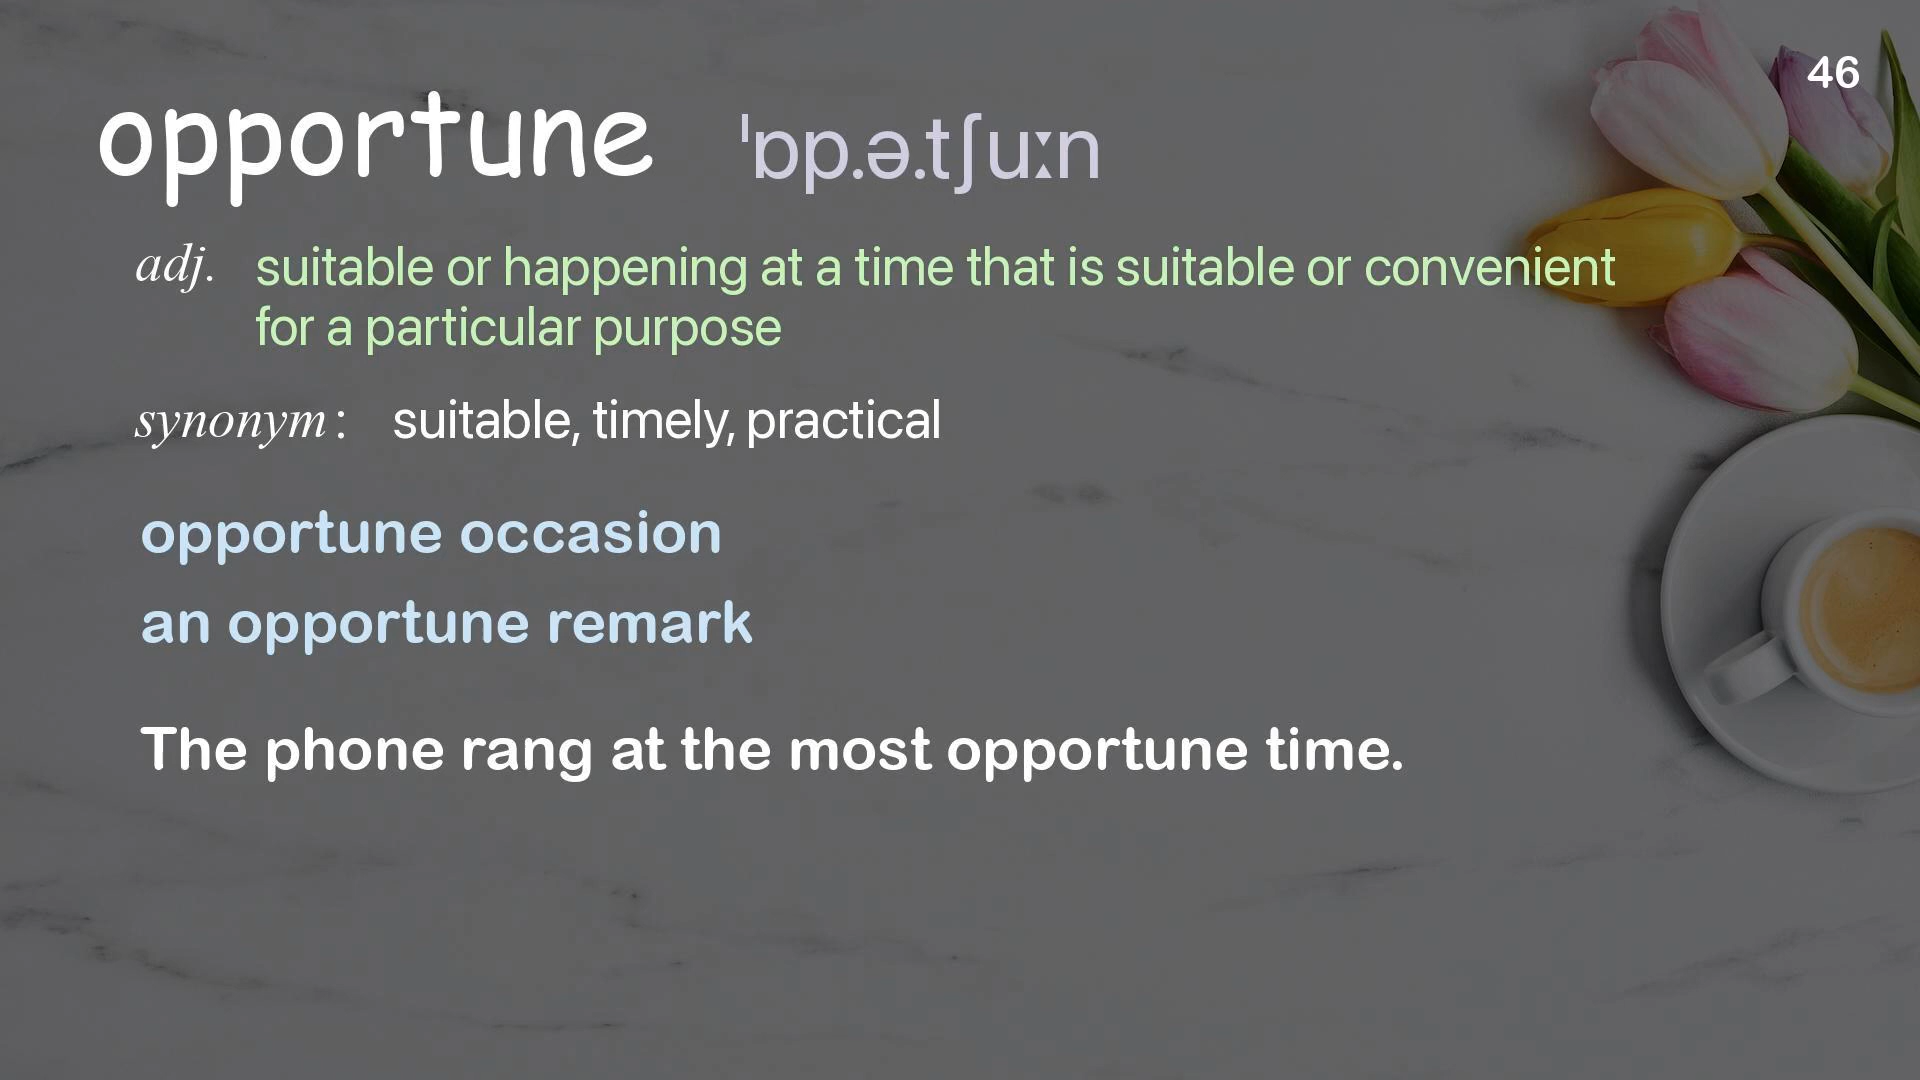 46
opportune ˈɒp.ə.tʃuːn
adj. suitable or happening at a time that is suitable or convenient
for a particular purpose
synonym : suitable, timely, practical
opportune occasion
an opportune remark
The phone rang at the most opportune time.